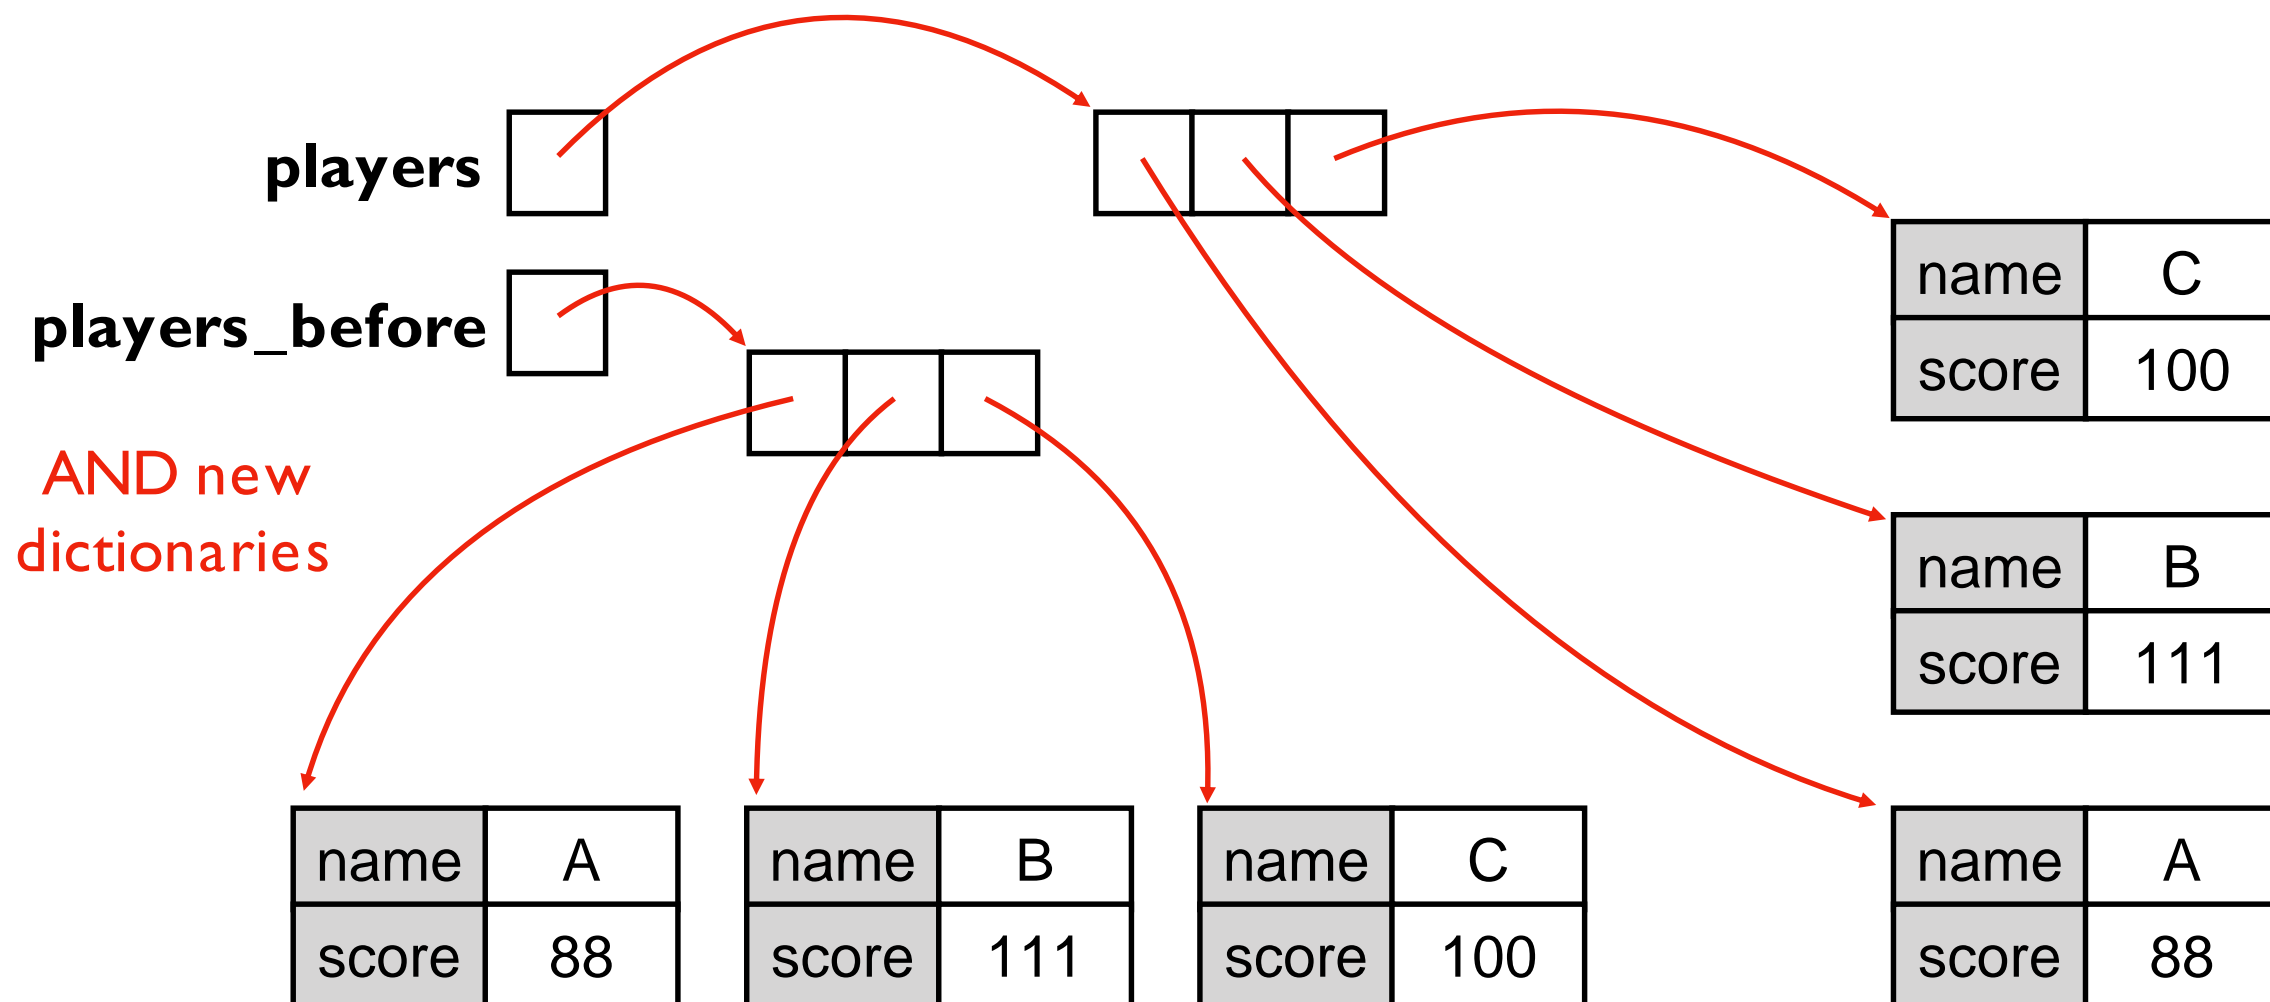 players
players_before
AND new
dictionaries
name C
score 100
name B
score 111
name A
score 88
name B
score 111
name C
score 100
name A
score 88